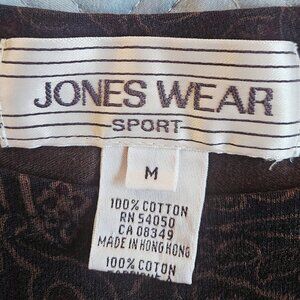 JONES WEAR
SPORT
M
100% COTTON
RN 54050
CA 08349
MADE IN HONG KONG
100% COTON